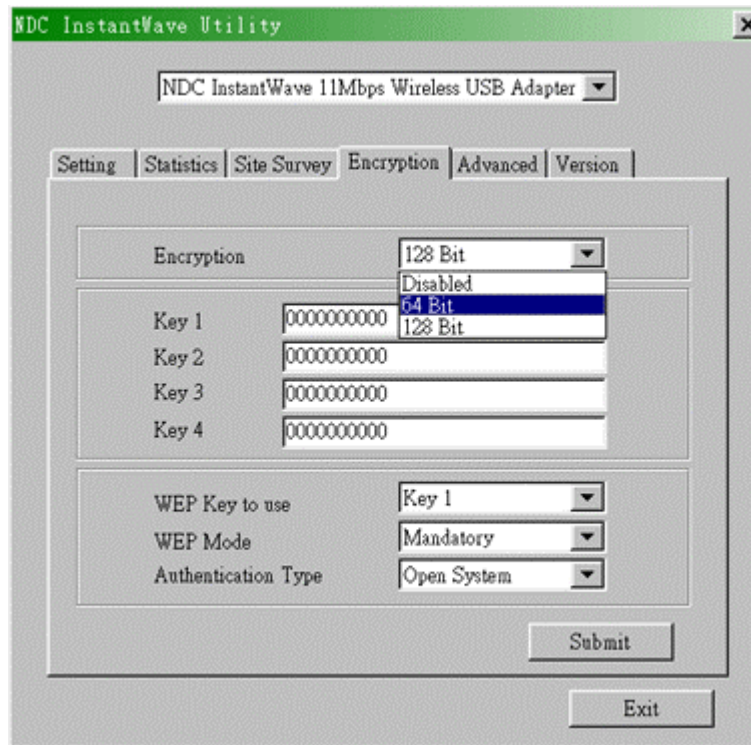 NDC InstantWave Utility
NDC InstantWave 11Mbps Wireless USB Adapter
Setting Statistics Site Survey Encryption Advanced Version
Encryption 128 Bit
Disabled
64 Bit
128 Bit
Key 1 0000000000
Key 2 0000000000
Key 3 0000000000
Key 4 0000000000
WEP Key to use Key 1
WEP Mode Mandatory
Authentication Type Open System
Submit
Exit